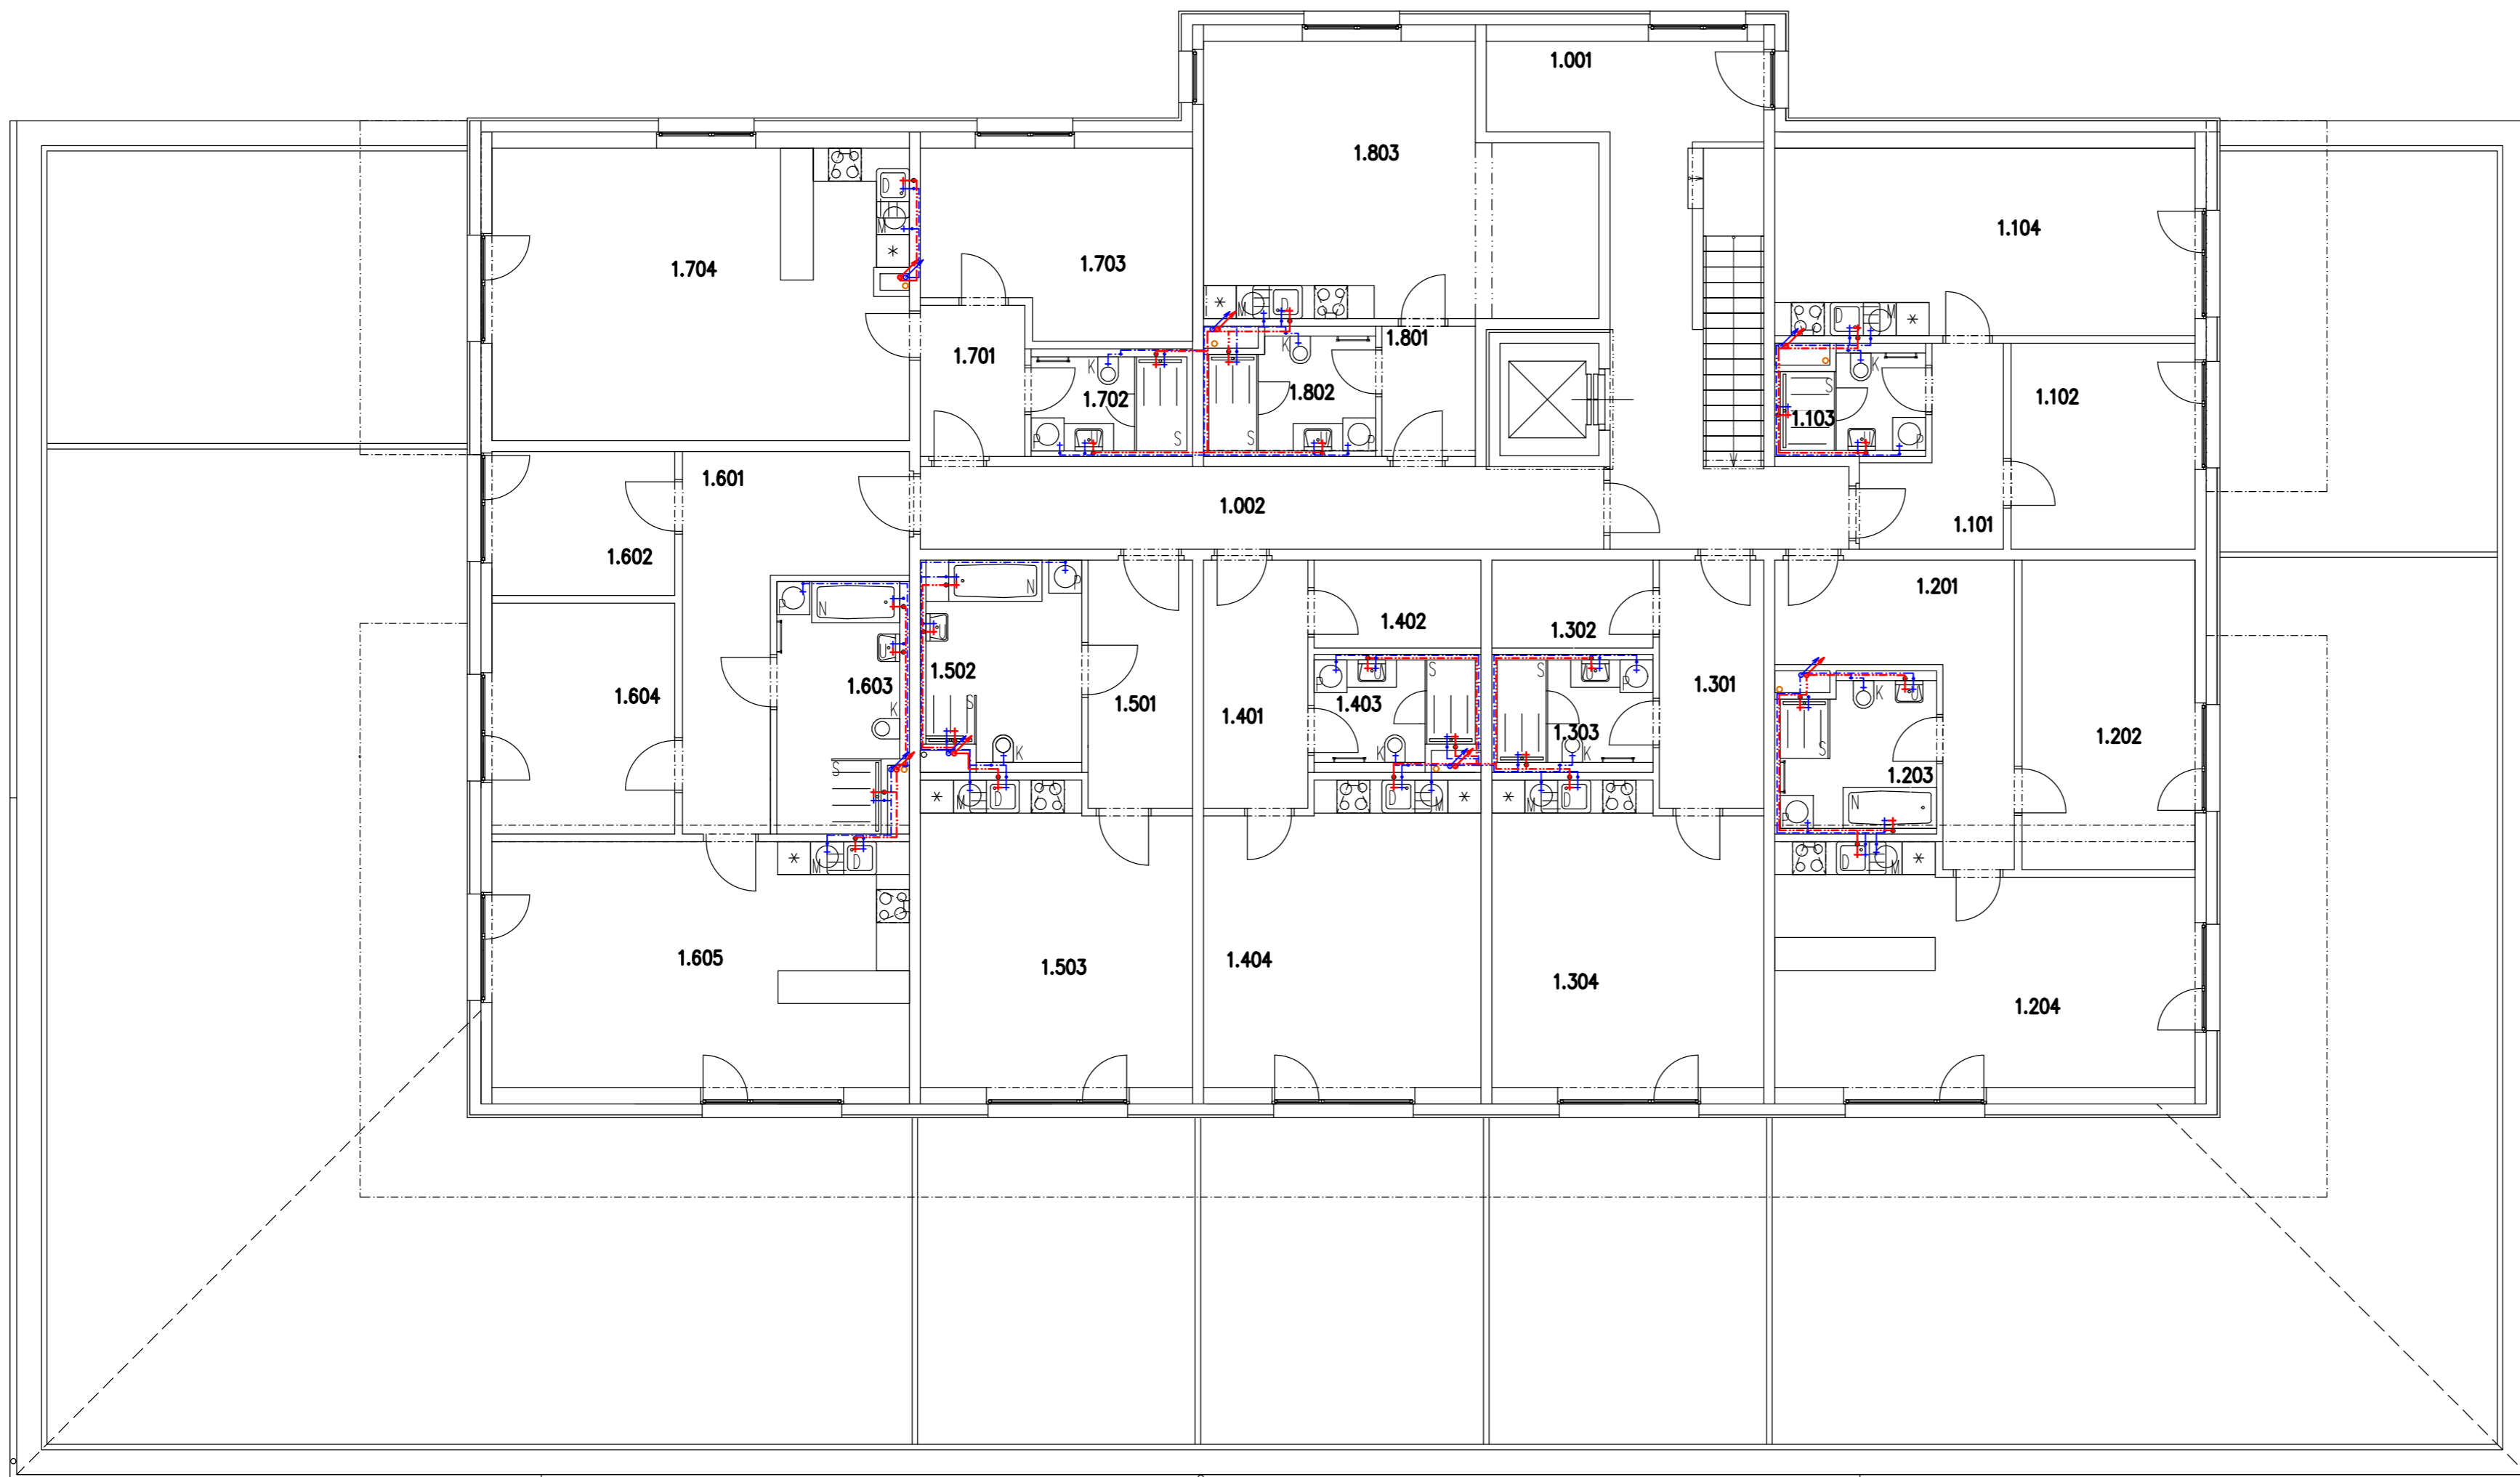 1.001
1.803
1.104
1.704
D
M
*
1.703
* M D
D M *
1.801
1.701
K
K
K
1.702
1.802
S
1.103
1.102
P
S
S
P
P
1.601
1.002
1.101
1.602
N
P
1.201
P
N
1.402
1.302
1.502
S
S
S
1.603
1.604
P
P
1.301
K
1.501
1.401
1.403
1.303
K
1.202
K
K
K
S
S
1.203
N
P
* M D
D M *
* M D
* M D
D M *
1.605
1.503
1.404
1.304
1.204